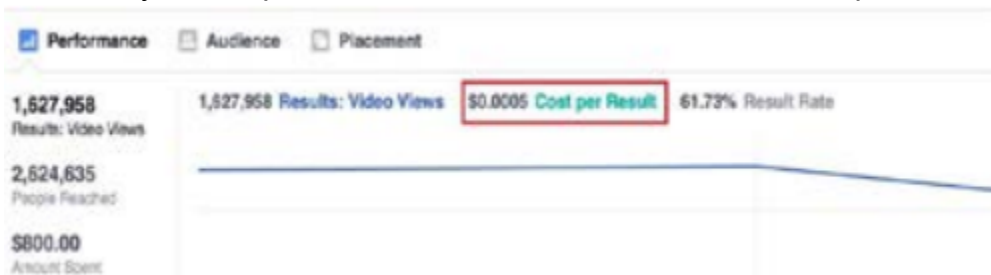 Performance Audience Placement
1,627,958 1,627,958 Results: Video Views $0.0005 Cost per Result 61.73% Result Rate
Results: Video Views
2,624,635
People Reached
$800.00
Amount Spent